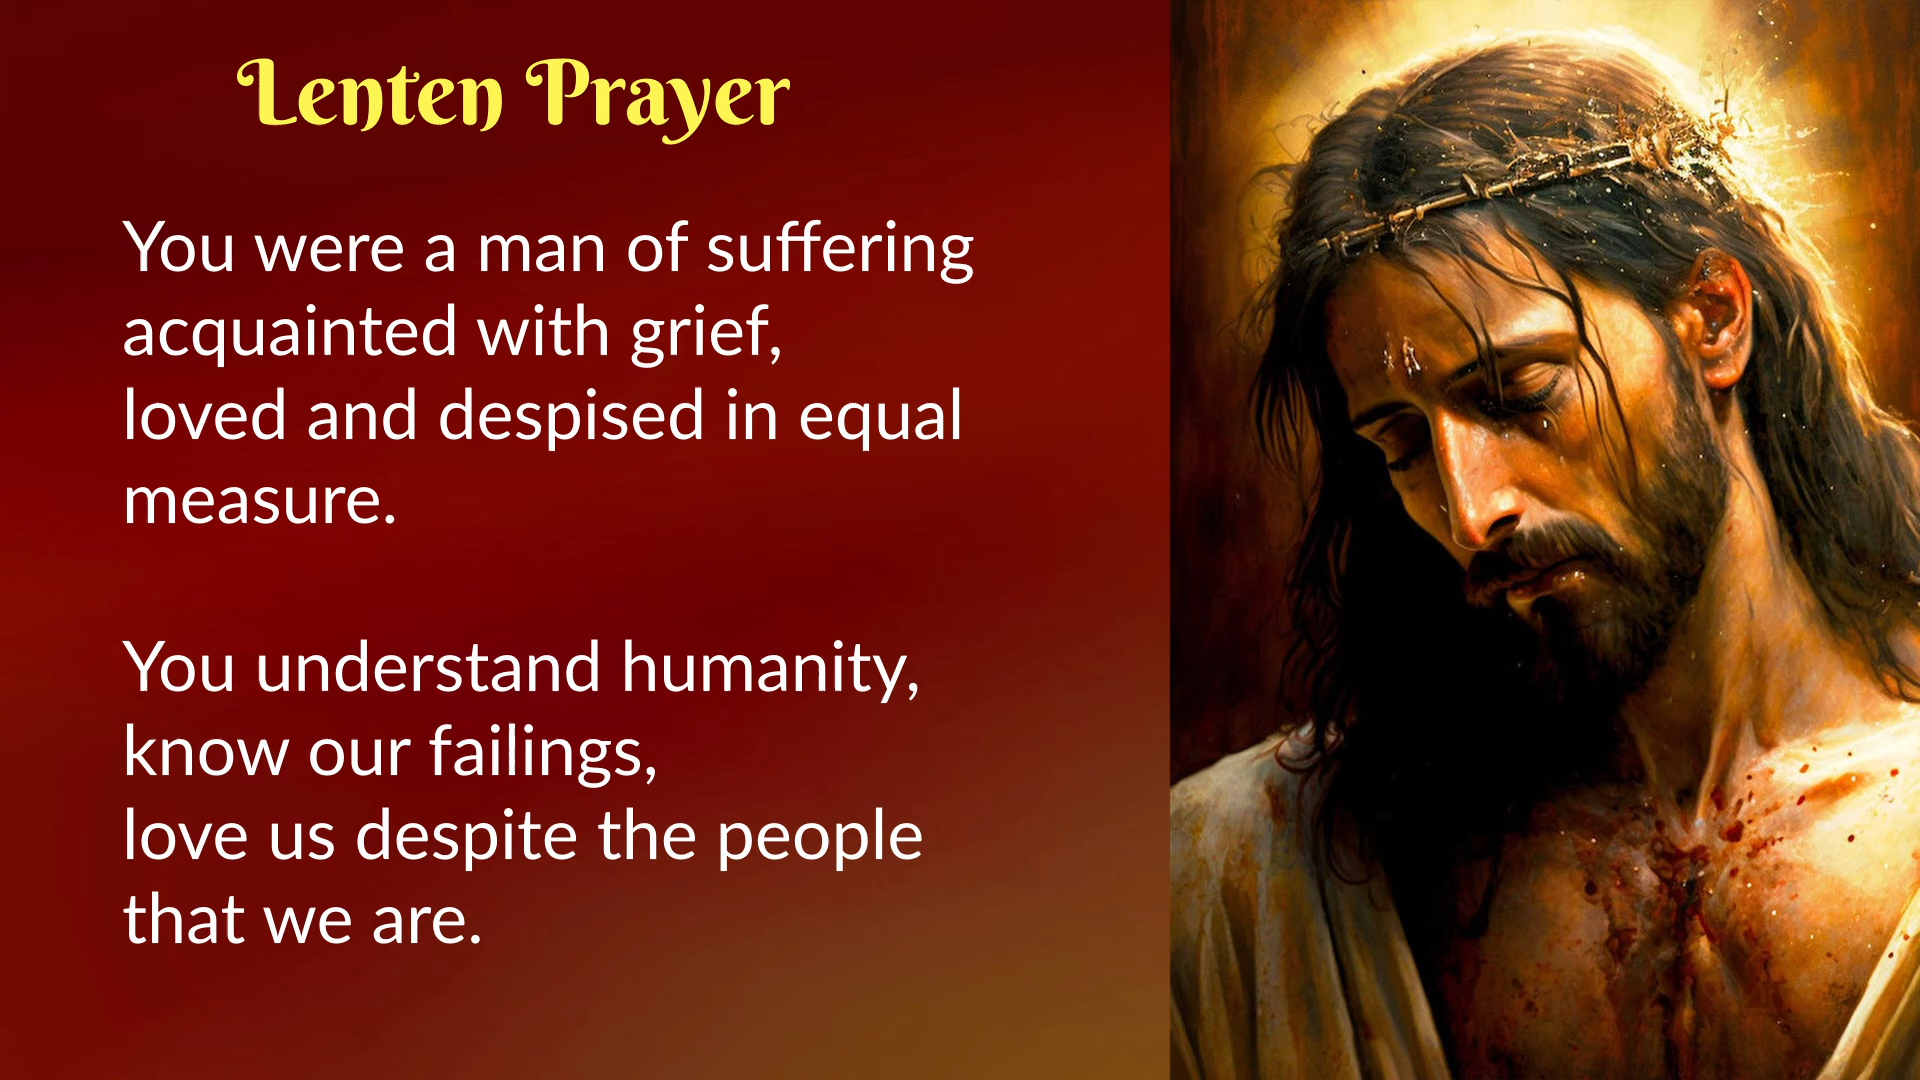 Lenten Prayer
You were a man of suffering
acquainted with grief,
loved and despised in equal
measure.
You understand humanity,
know our failings,
love us despite the people
that we are.